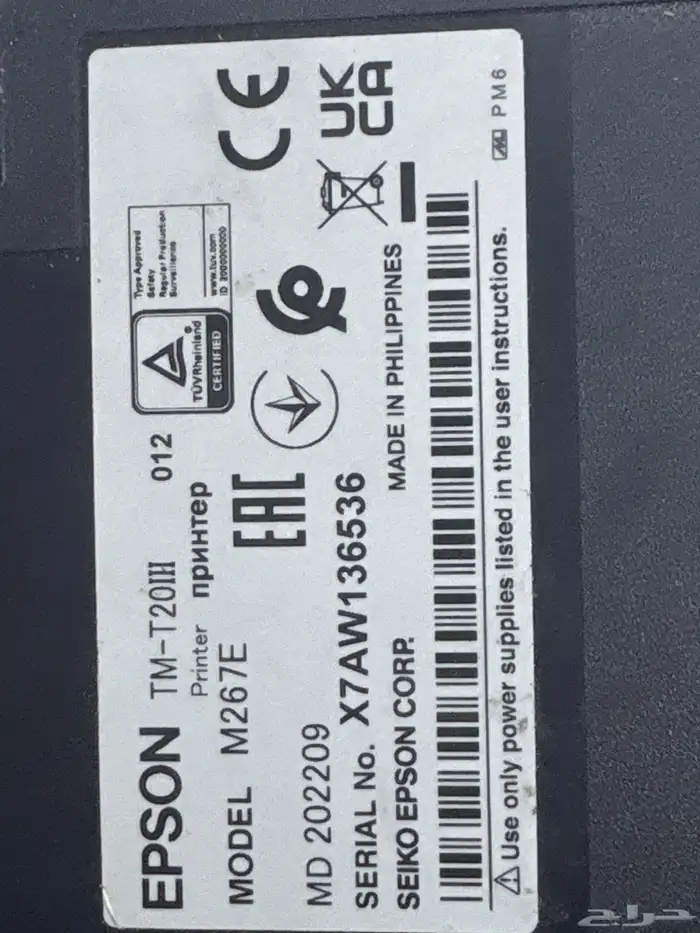 EPSON TM-T20III 012
Printer принтер
MODEL M267E
EAC
MD 202209
SERIAL No. X7AW136536
SEIKO EPSON CORP. MADE IN PHILIPPINES
⚠ Use only power supplies listed in the user instructions.
TÜVRheinland
CERTIFIED
Type Approved
Safety
Regular Production
Surveillance
www.tuv.com
ID 2000000000
CE
UK
CA
PM6
حراج